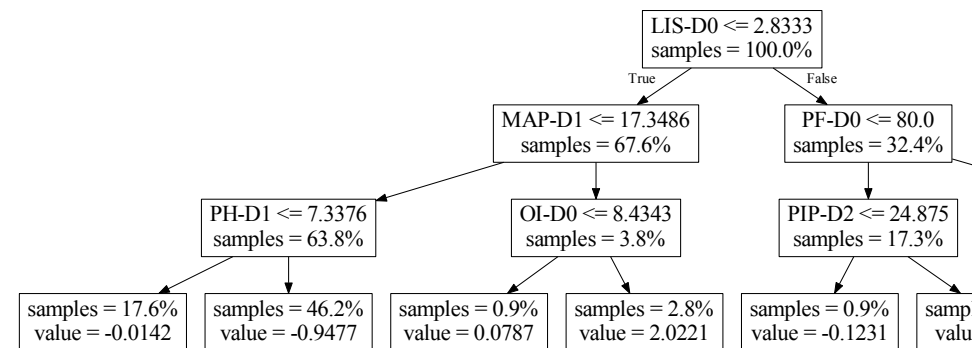 LIS-D0 <= 2.8333
samples = 100.0%
True
False
MAP-D1 <= 17.3486
samples = 67.6%
PF-D0 <= 80.0
samples = 32.4%
PH-D1 <= 7.3376
samples = 63.8%
OI-D0 <= 8.4343
samples = 3.8%
PIP-D2 <= 24.875
samples = 17.3%
samples = 17.6%
value = -0.0142
samples = 46.2%
value = -0.9477
samples = 0.9%
value = 0.0787
samples = 2.8%
value = 2.0221
samples = 0.9%
value = -0.1231